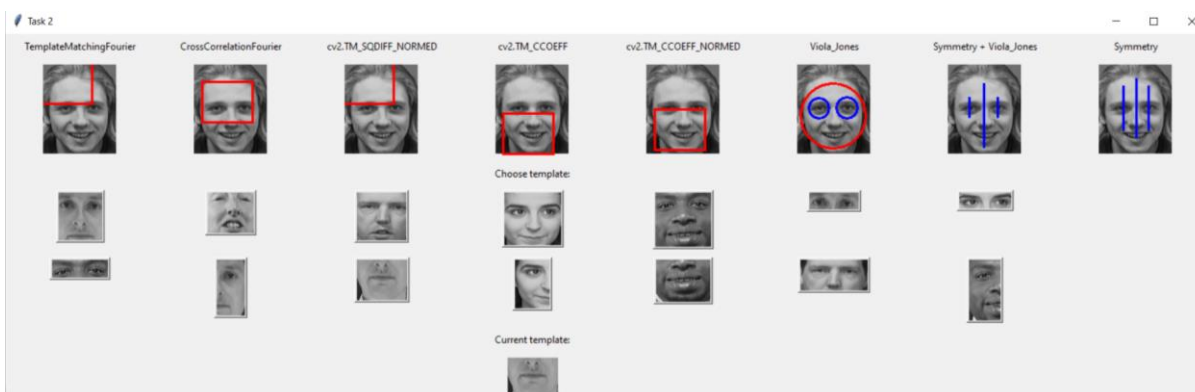 Task 2
TemplateMatchingFourier CrossCorrelationFourier cv2.TM_SQDIFF_NORMED cv2.TM_CCOEFF cv2.TM_CCOEFF_NORMED Viola_Jones Symmetry + Viola_Jones Symmetry
Choose template:
Current template: